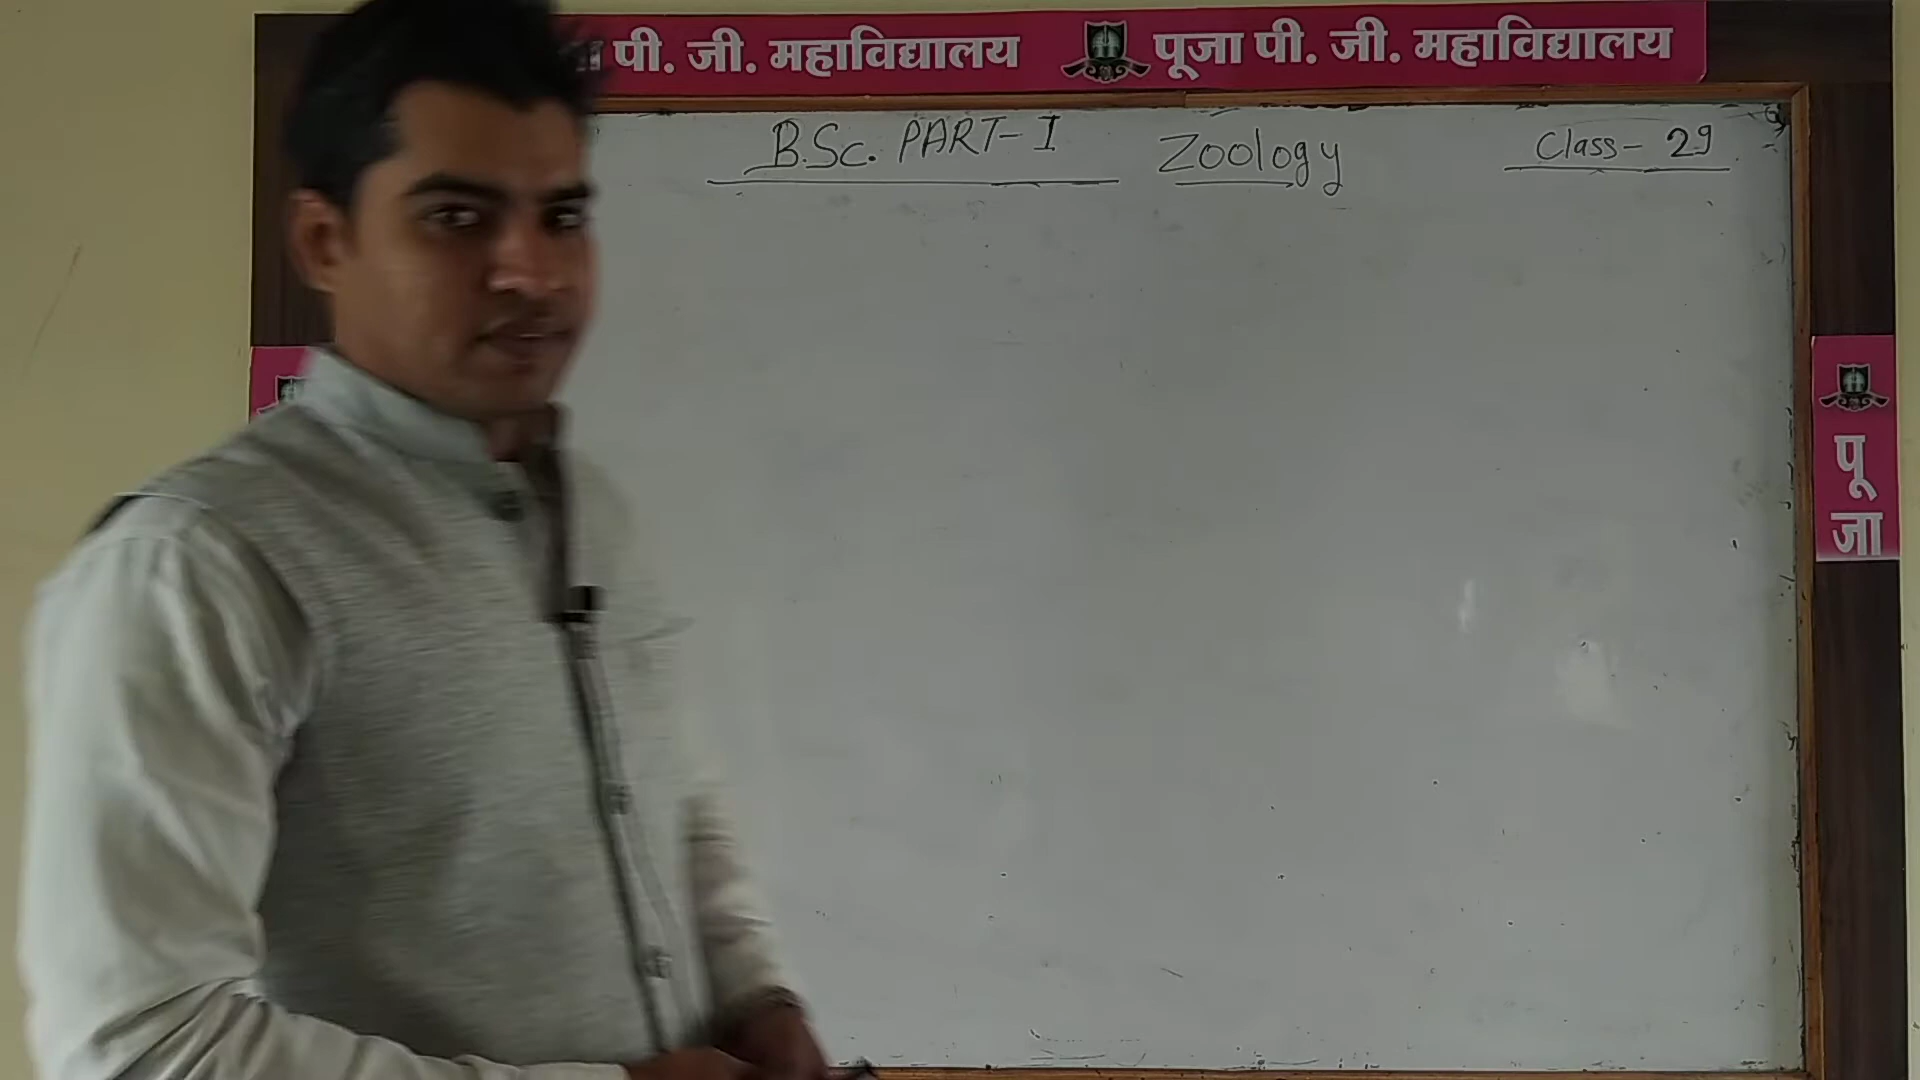 पी. जी. महाविद्यालय पूजा पी. जी. महाविद्यालय
B.Sc. PART-I Zoology Class- 29
पू
जा